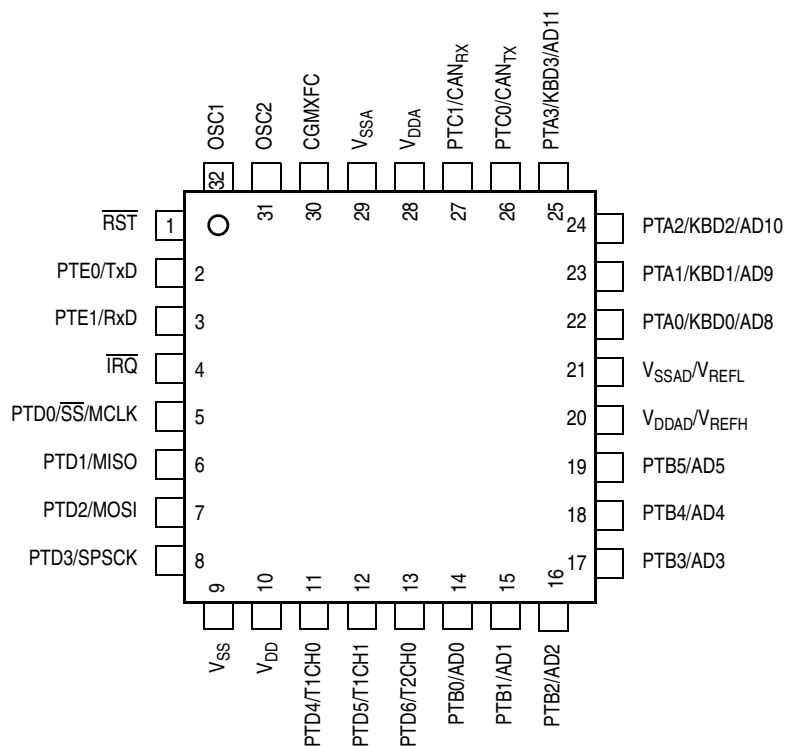 OSC1
OSC2
CGMXFC
VSSA
VDDA
PTC1/CANRX
PTC0/CANTX
PTA3/KBD3/AD11
32
31
30
29
28
27
26
25
RST
1
PTE0/TxD
2
PTE1/RxD
3
IRQ
4
PTD0/SS/MCLK
5
PTD1/MISO
6
PTD2/MOSI
7
PTD3/SPSCK
8
24
PTA2/KBD2/AD10
23
PTA1/KBD1/AD9
22
PTA0/KBD0/AD8
21
VSSAD/VREFL
20
VDDAD/VREFH
19
PTB5/AD5
18
PTB4/AD4
17
PTB3/AD3
9
10
11
12
13
14
15
16
VSS
VDD
PTD4/T1CH0
PTD5/T1CH1
PTD6/T2CH0
PTB0/AD0
PTB1/AD1
PTB2/AD2